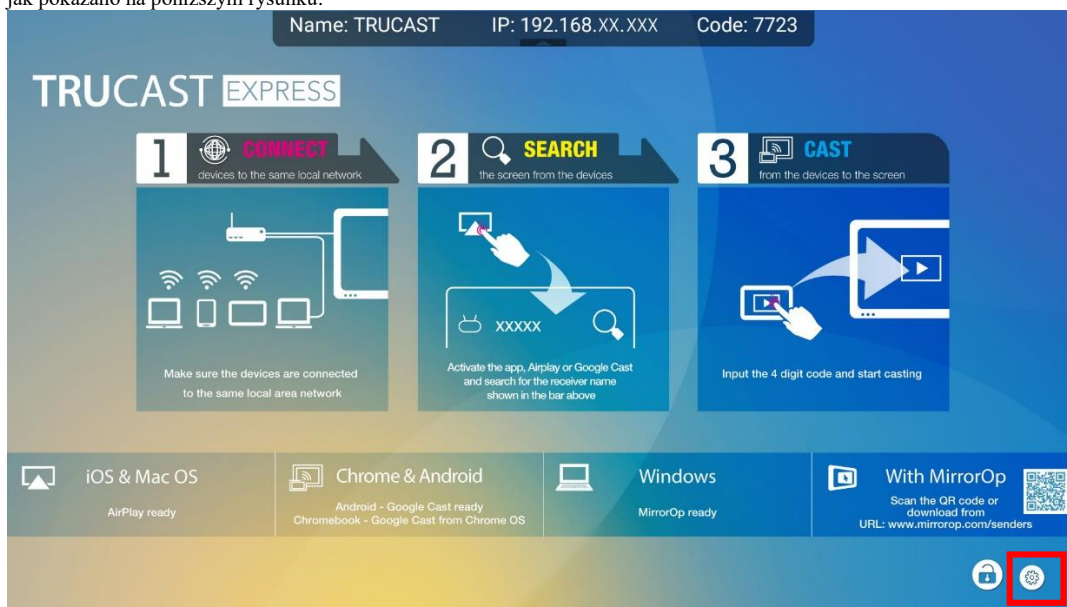 jak pokazano na poniższym rysunku.
Name: TRUCAST IP: 192.168.XX.XXX Code: 7723
TRUCAST EXPRESS
1 CONNECT
devices to the same local network
2 SEARCH
the screen from the devices
3 CAST
from the devices to the screen
Make sure the devices are connected
to the same local area network
xxxxx
Activate the app, Airplay or Google Cast
and search for the receiver name
shown in the bar above
Input the 4 digit code and start casting
iOS & Mac OS
AirPlay ready
Chrome & Android
Android - Google Cast ready
Chromebook - Google Cast from Chrome OS
Windows
MirrorOp ready
With MirrorOp
Scan the QR code or
download from
URL: www.mirrorop.com/senders